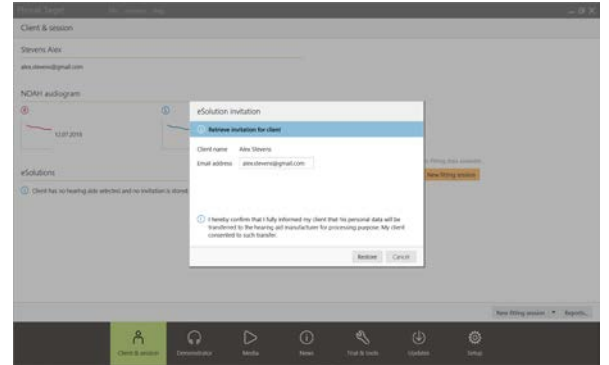 Phonak Target
Client & session
Stevens Alex
alex.stevens@gmail.com
NOAH audiogram
12.07.2019
eSolutions
Client has no hearing aids selected and no invitation is stored
New fitting session
eSolution invitation
Retrieve invitation for client
Client name Alex Stevens
Email address alex.stevens@gmail.com
I hereby confirm that I fully informed my client that his personal data will be
transferred to the hearing aid manufacturer for processing purpose. My client
consented to such transfer.
Restore Cancel
New fitting session Reports...
Client & session Demonstrator Media News Trial & tools Updates Setup